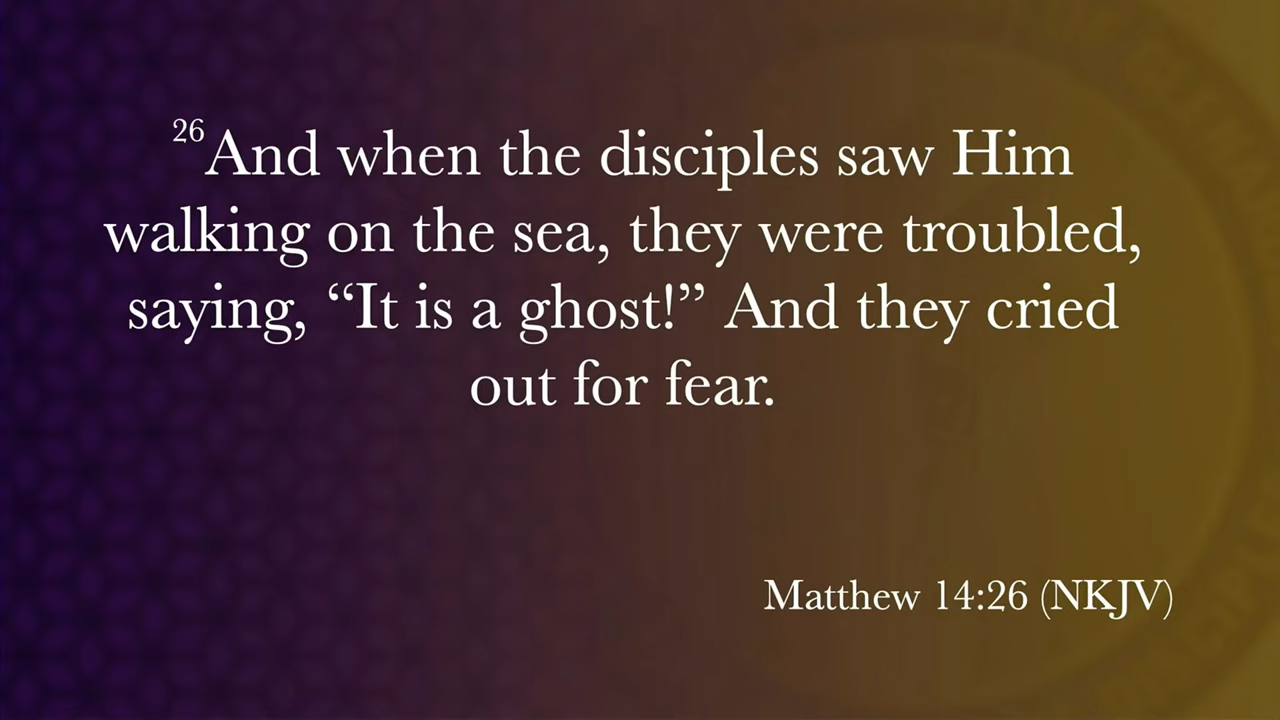 26And when the disciples saw Him
walking on the sea, they were troubled,
saying, “It is a ghost!” And they cried
out for fear.
Matthew 14:26 (NKJV)